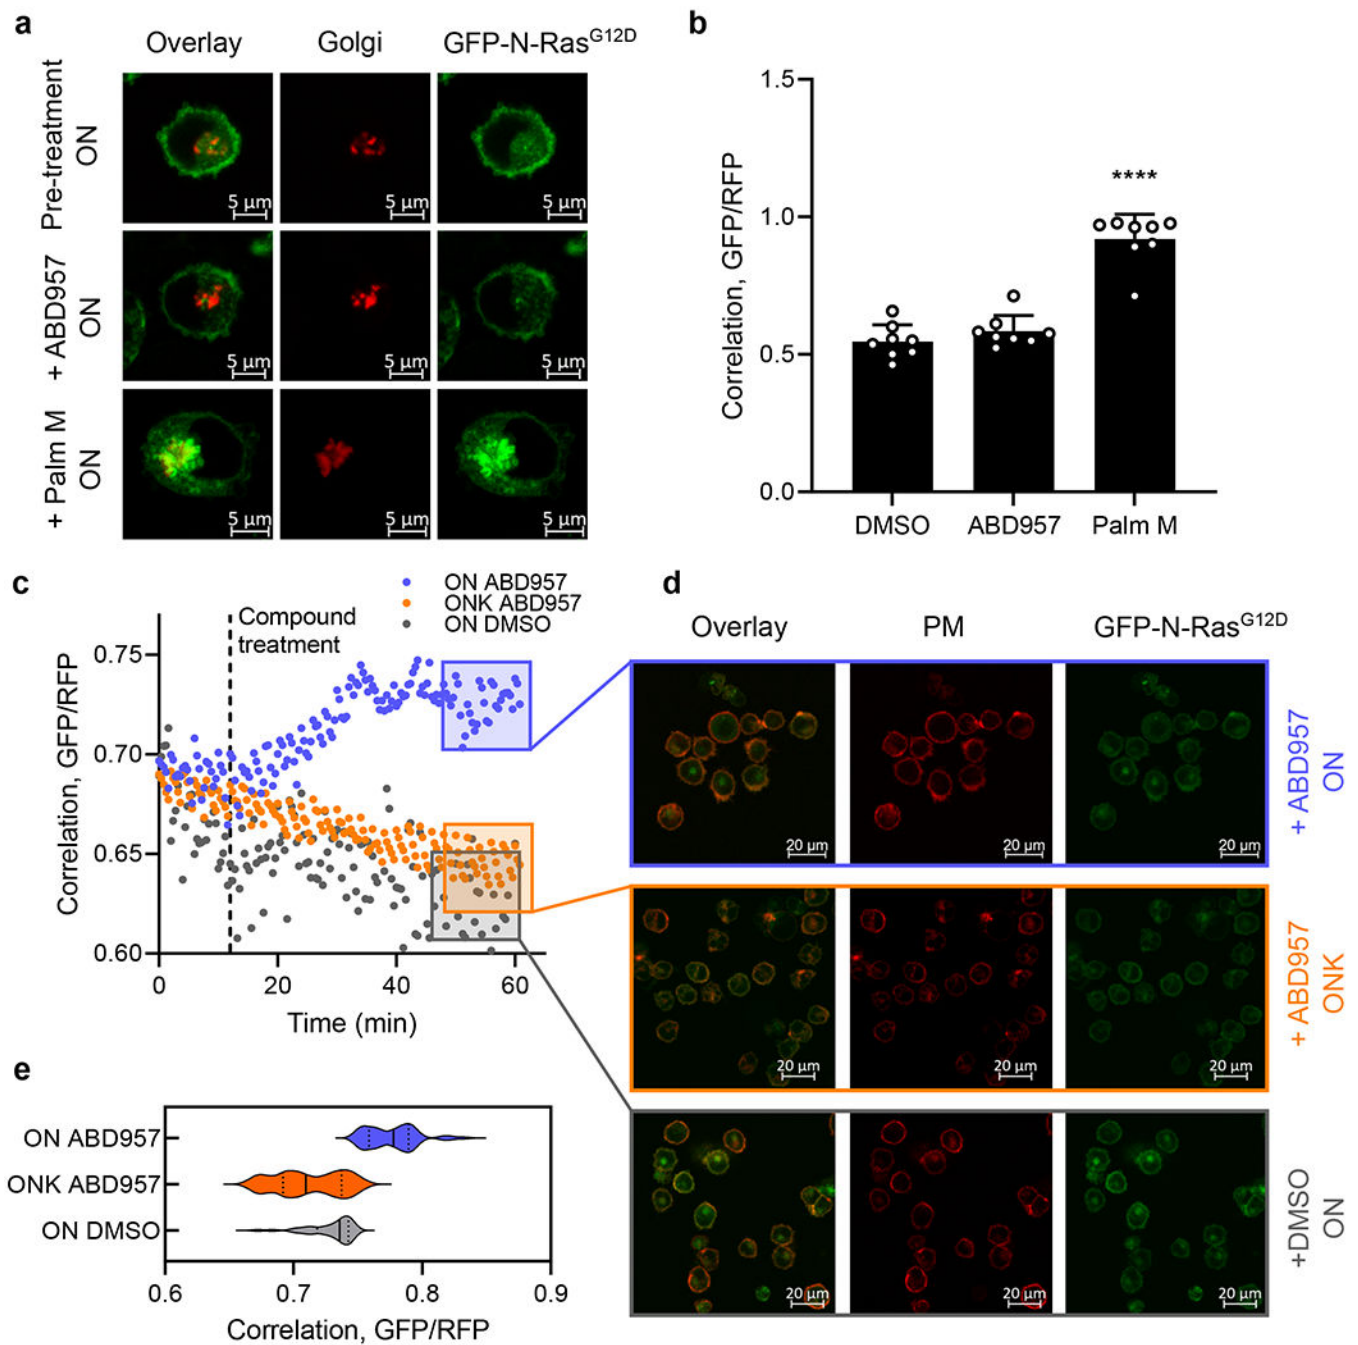 a
Overlay Golgi GFP-N-Ras^G12D
Pre-treatment
ON
5 µm 5 µm 5 µm
+ ABD957
ON
5 µm 5 µm 5 µm
+ Palm M
ON
5 µm 5 µm 5 µm
b
Correlation, GFP/RFP
1.5
1.0
0.5
0.0
****
DMSO ABD957 Palm M
c
ON ABD957
ONK ABD957
ON DMSO
Compound
treatment
Correlation, GFP/RFP
0.75
0.70
0.65
0.60
0 20 40 60
Time (min)
d
Overlay PM GFP-N-Ras^G12D
20 µm 20 µm 20 µm
+ ABD957
ON
20 µm 20 µm 20 µm
+ ABD957
ONK
20 µm 20 µm 20 µm
+DMSO
ON
e
ON ABD957
ONK ABD957
ON DMSO
0.6 0.7 0.8 0.9
Correlation, GFP/RFP